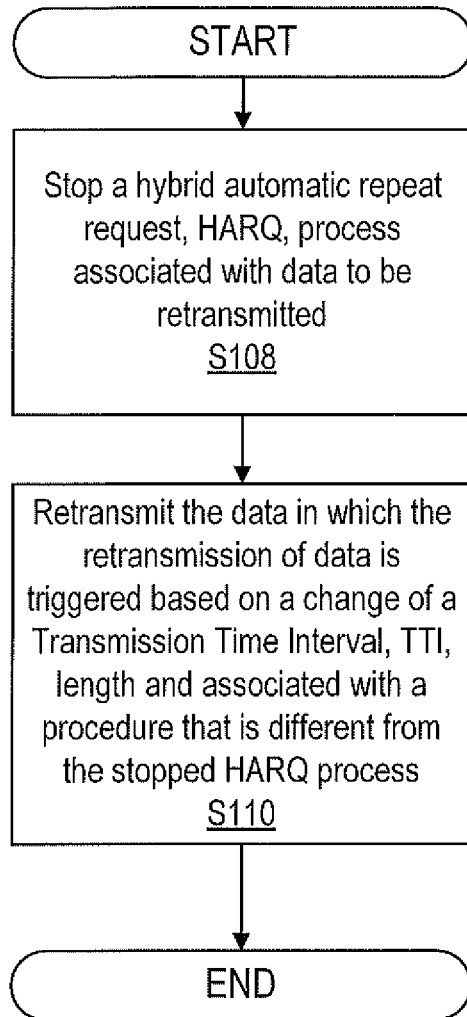 START
Stop a hybrid automatic repeat
request, HARQ, process
associated with data to be
retransmitted
S108
Retransmit the data in which the
retransmission of data is
triggered based on a change of a
Transmission Time Interval, TTI,
length and associated with a
procedure that is different from
the stopped HARQ process
S110
END